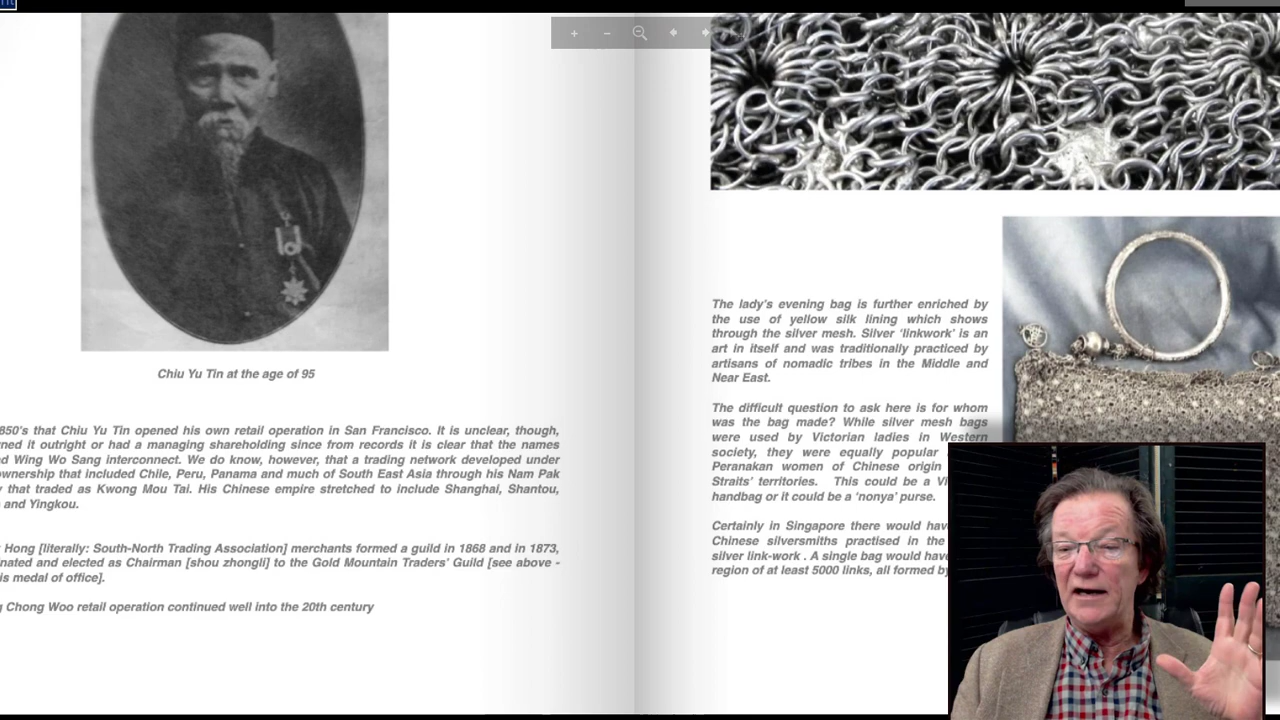 Chiu Yu Tin at the age of 95
850's that Chiu Yu Tin opened his own retail operation in San Francisco. It is unclear, though,
ned it outright or had a managing shareholding since from records it is clear that the names
d Wing Wo Sang interconnect. We do know, however, that a trading network developed under
ownership that included Chile, Peru, Panama and much of South East Asia through his Nam Pak
y that traded as Kwong Mou Tai. His Chinese empire stretched to include Shanghai, Shantou,
and Yingkou.
Hong [literally: South-North Trading Association] merchants formed a guild in 1868 and in 1873,
nated and elected as Chairman [shou zhongli] to the Gold Mountain Traders' Guild [see above -
is medal of office].
g Chong Woo retail operation continued well into the 20th century
The lady's evening bag is further enriched by
the use of yellow silk lining which shows
through the silver mesh. Silver 'linkwork' is an
art in itself and was traditionally practiced by
artisans of nomadic tribes in the Middle and
Near East.
The difficult question to ask here is for whom
was the bag made? While silver mesh bags
were used by Victorian ladies in Western
society, they were equally popular
Peranakan women of Chinese origin
Straits' territories. This could be a Vi
handbag or it could be a 'nonya' purse.
Certainly in Singapore there would hav
Chinese silversmiths practised in the
silver link-work . A single bag would have
region of at least 5000 links, all formed by